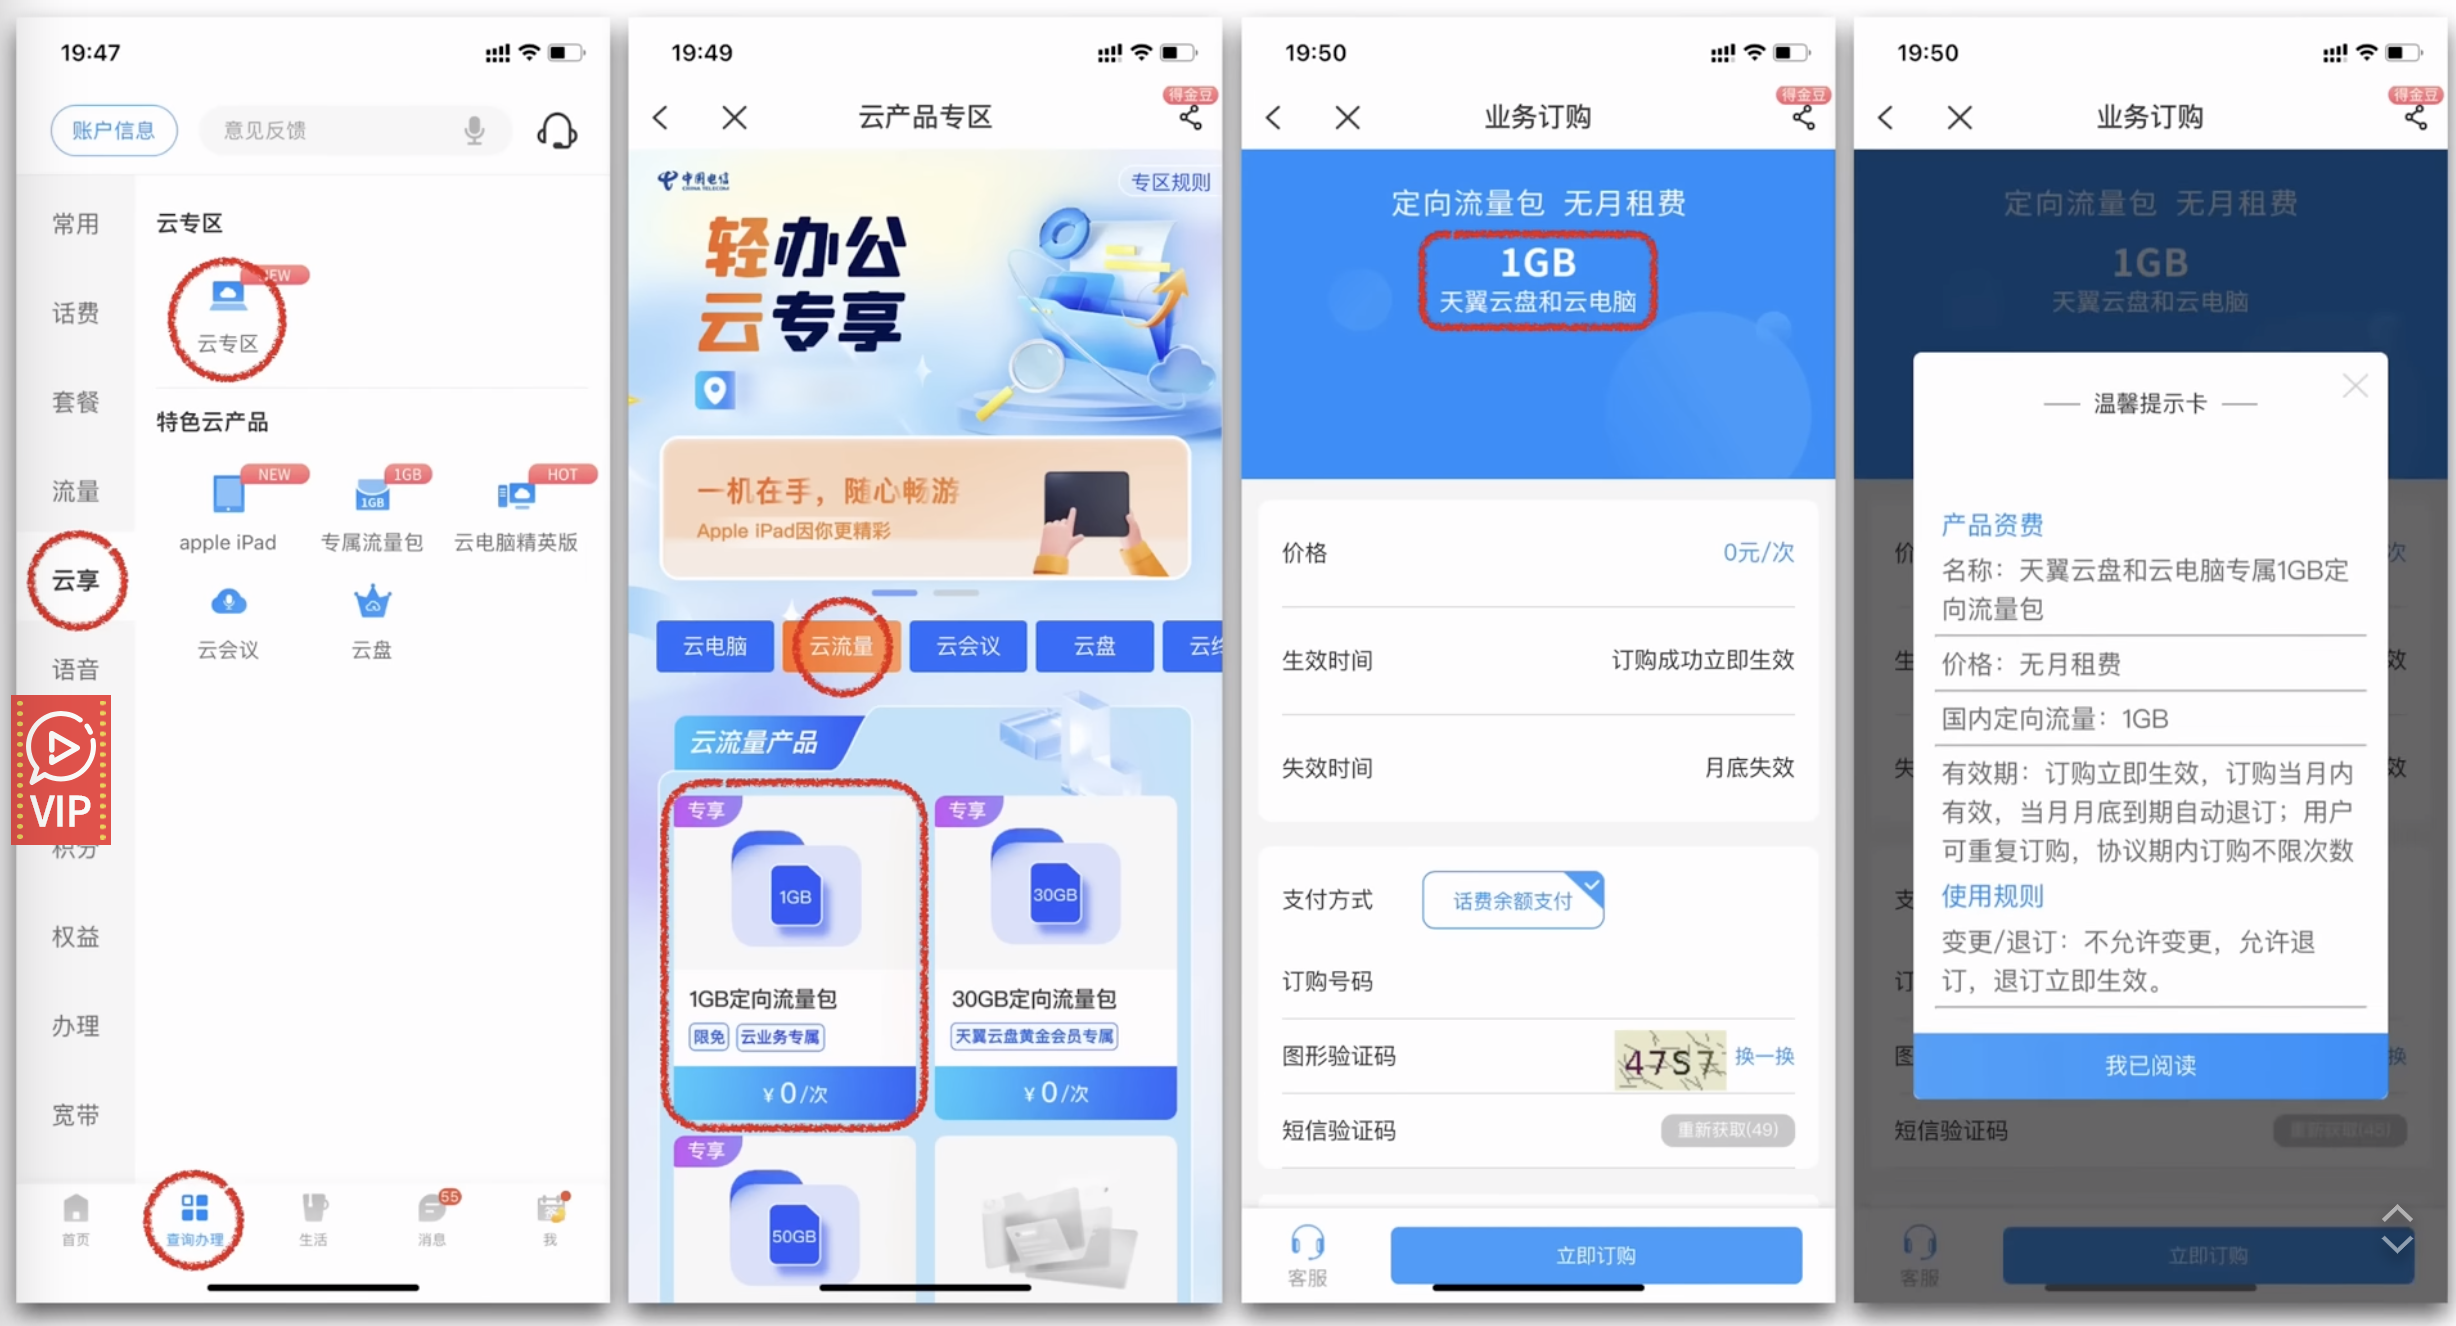 19:47
账户信息
意见反馈
常用
话费
套餐
流量
云享
语音
VIP
积分
权益
办理
宽带
云专区
NEW
云专区
特色云产品
NEW
apple iPad
1GB
1GB
专属流量包
HOT
云电脑精英版
云会议
云盘
首页
查询办理
生活
55
消息
我
19:49
云产品专区
得金豆
中国电信
CHINA TELECOM
专区规则
轻办公
云专享
一机在手，随心畅游
Apple iPad因你更精彩
云电脑
云流量
云会议
云盘
云终
云流量产品
专享
1GB
1GB定向流量包
限免
云业务专属
¥ 0/次
专享
30GB
30GB定向流量包
天翼云盘黄金会员专属
¥ 0/次
专享
50GB
19:50
业务订购
得金豆
定向流量包 无月租费
1GB
天翼云盘和云电脑
价格
0元/次
生效时间
订购成功立即生效
失效时间
月底失效
支付方式
话费余额支付
订购号码
图形验证码
47S7
换一换
短信验证码
重新获取(49)
客服
立即订购
19:50
业务订购
得金豆
定向流量包 无月租费
1GB
天翼云盘和云电脑
温馨提示卡
产品资费
名称：天翼云盘和云电脑专属1GB定
向流量包
价格：无月租费
国内定向流量：1GB
有效期：订购立即生效，订购当月内
有效，当月月底到期自动退订；用户
可重复订购，协议期内订购不限次数
使用规则
变更/退订：不允许变更，允许退
订，退订立即生效。
我已阅读
短信验证码
重新获取(45)
客服
立即订购